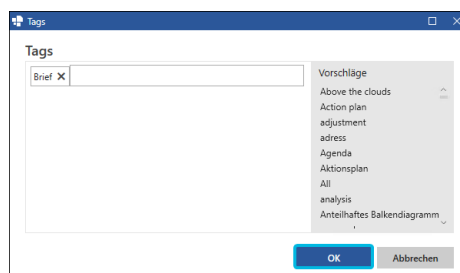 Tags
Tags
Brief
Vorschläge
Above the clouds
Action plan
adjustment
adress
Agenda
Aktionsplan
All
analysis
Anteilhaftes Balkendiagramm
OK
Abbrechen